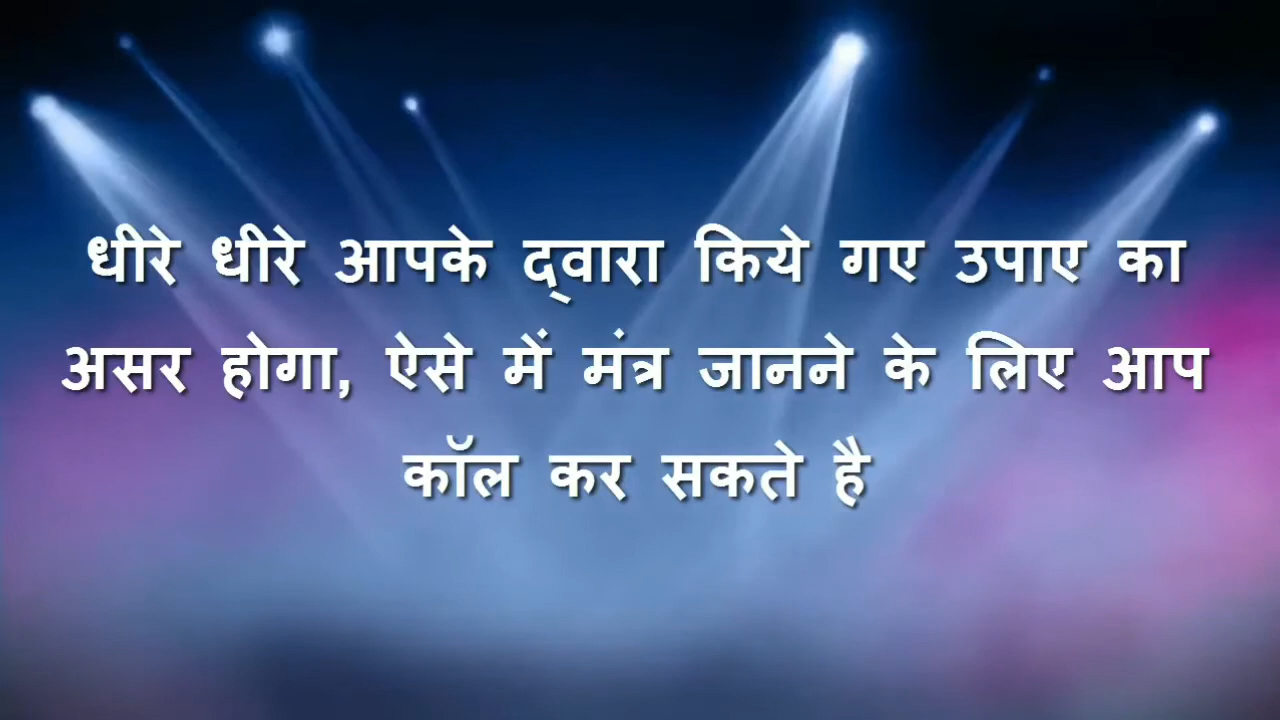 धीरे धीरे आपके द्वारा किये गए उपाए का
असर होगा, ऐसे में मंत्र जानने के लिए आप
कॉल कर सकते है